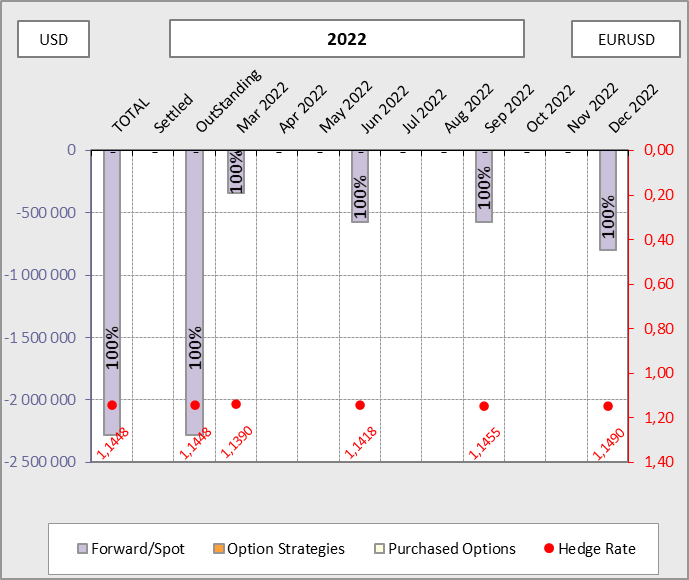 USD
2022
EURUSD
TOTAL
Settled
OutStanding
Mar 2022
Apr 2022
May 2022
Jun 2022
Jul 2022
Aug 2022
Sep 2022
Oct 2022
Nov 2022
Dec 2022
0
-500 000
-1 000 000
-1 500 000
-2 000 000
-2 500 000
100%
100%
100%
100%
100%
100%
1,1448
1,1448
1,1390
1,1418
1,1455
1,1490
0,00
0,20
0,40
0,60
0,80
1,00
1,20
1,40
Forward/Spot
Option Strategies
Purchased Options
Hedge Rate